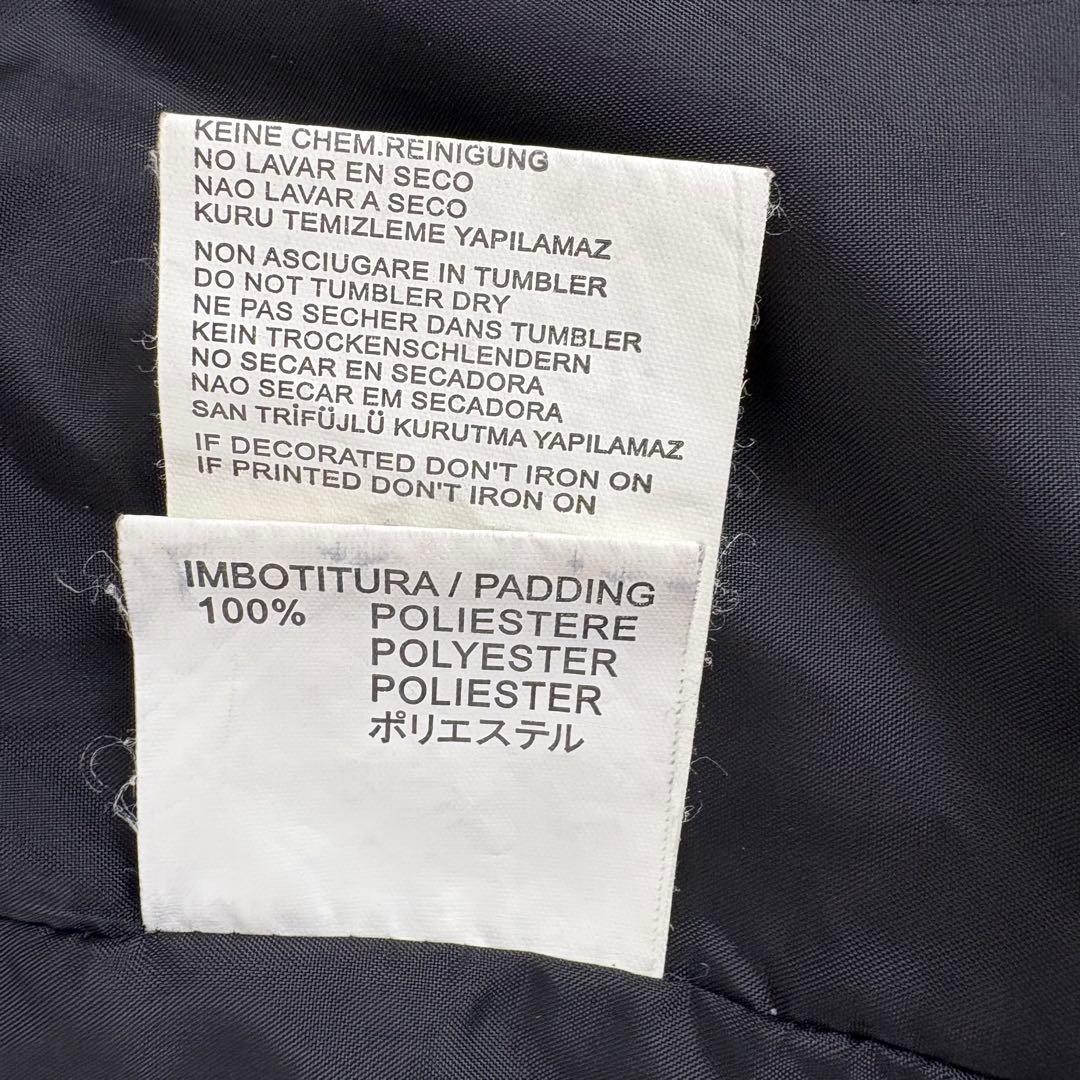 KEINE CHEM.REINIGUNG
NO LAVAR EN SECO
NAO LAVAR A SECO
KURU TEMIZLEME YAPILAMAZ
NON ASCIUGARE IN TUMBLER
DO NOT TUMBLER DRY
NE PAS SECHER DANS TUMBLER
KEIN TROCKENSCHLENDERN
NO SECAR EN SECADORA
NAO SECAR EM SECADORA
SAN TRİFÜJLÜ KURUTMA YAPILAMAZ
IF DECORATED DON'T IRON ON
IF PRINTED DON'T IRON ON
IMBOTITURA / PADDING
100% POLIESTERE
POLYESTER
POLIESTER
ポリエステル